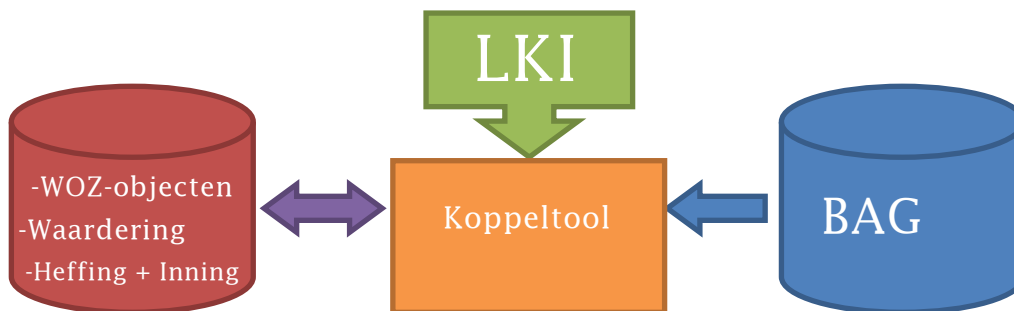 LKI
-WOZ-objecten
-Waardering
-Heffing + Inning
Koppeltool
BAG